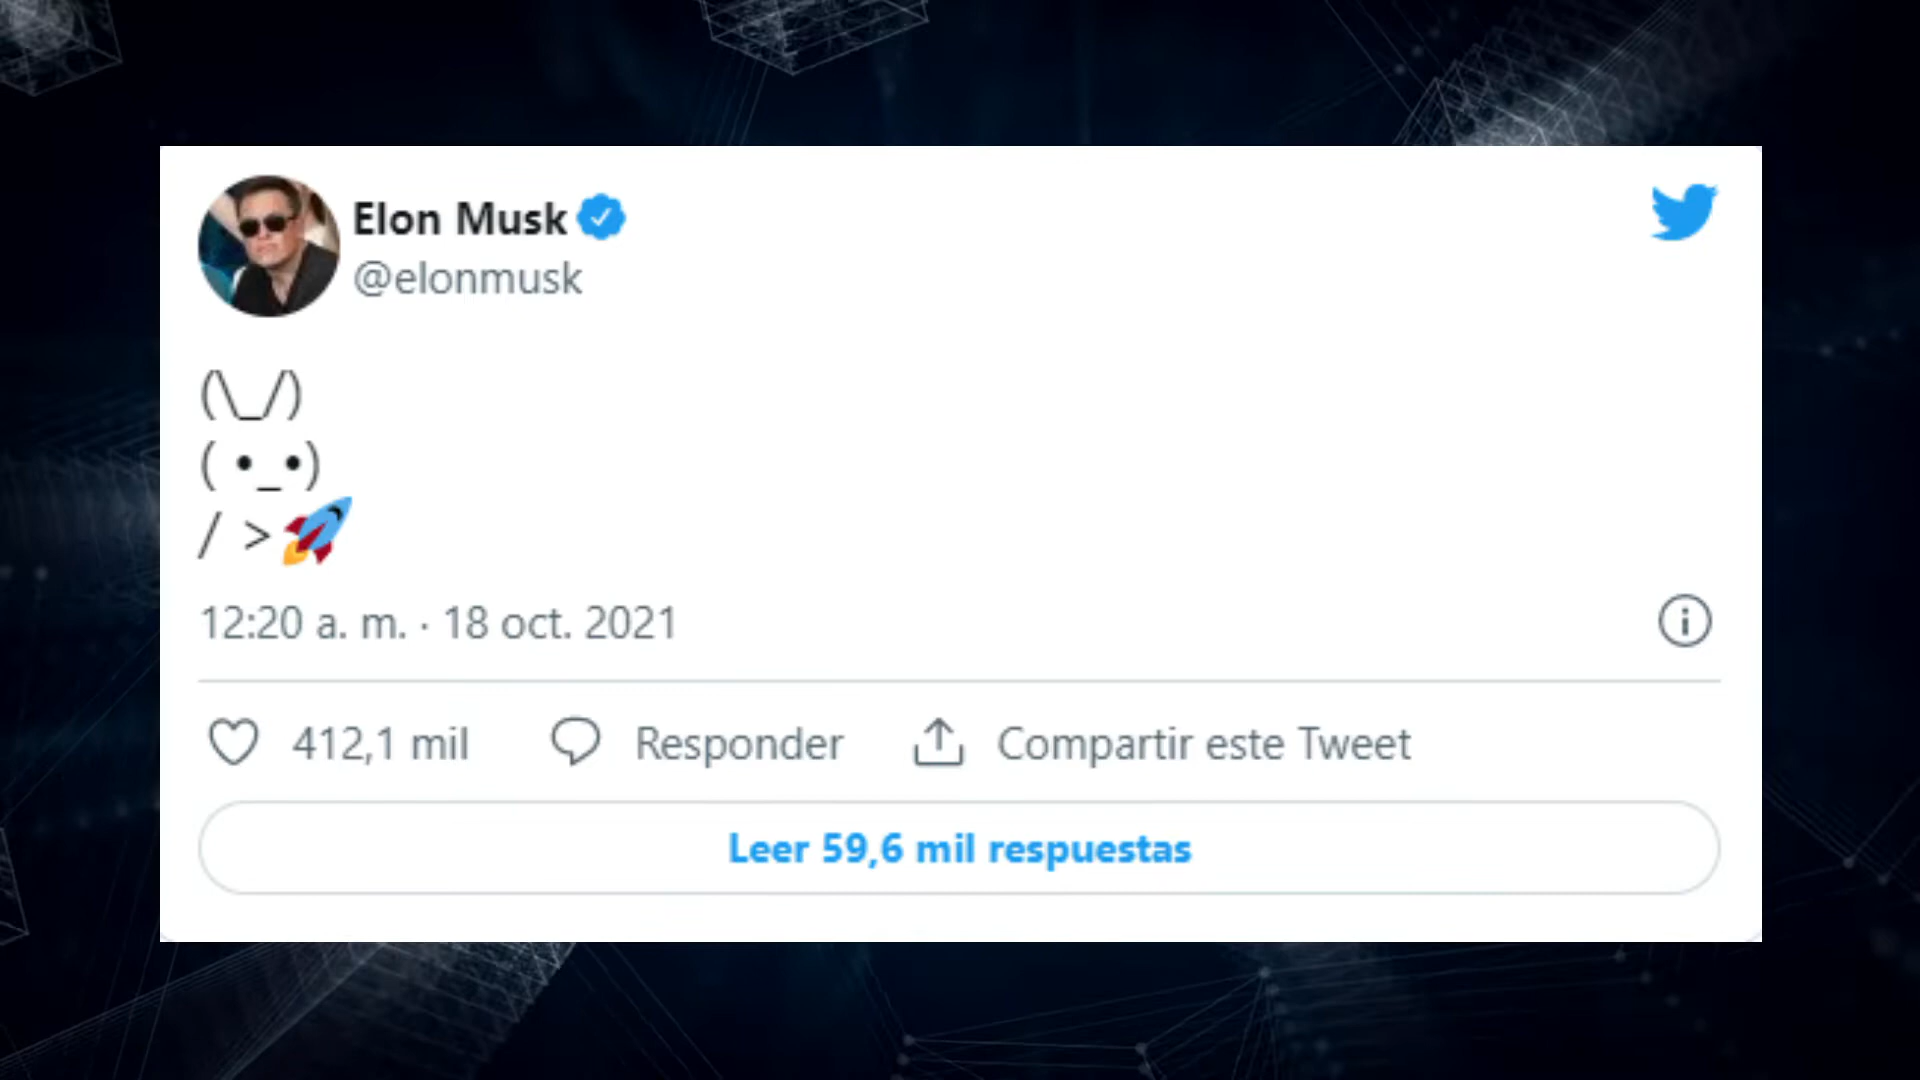 Elon Musk
@elonmusk
(\_/)
( •_•)
/ >🚀
12:20 a. m. · 18 oct. 2021
412,1 mil Responder Compartir este Tweet
Leer 59,6 mil respuestas